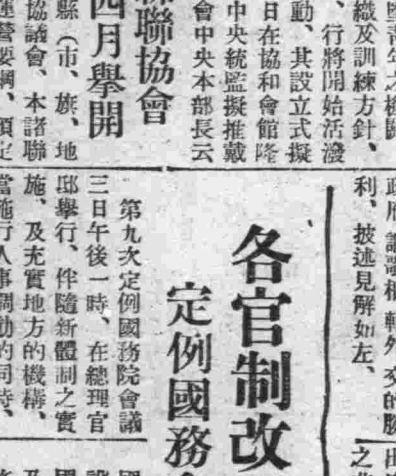 織及訓練方針、
、行將開始活潑
動、其設立式擬
日在協和會館隆
中央統監擬推戴
會中央本部長云
聯協會
四月舉開
縣（市、旗、地
協議會、本諸聯
運營要綱、預定
利、披述見解如左、
各官制改
定例國務
第九次定例國務院會議
三日午後一時、在總理官
邸舉行、伴隨新體制之實
施、及充實地方的機構、
當施行人事調動的同時、